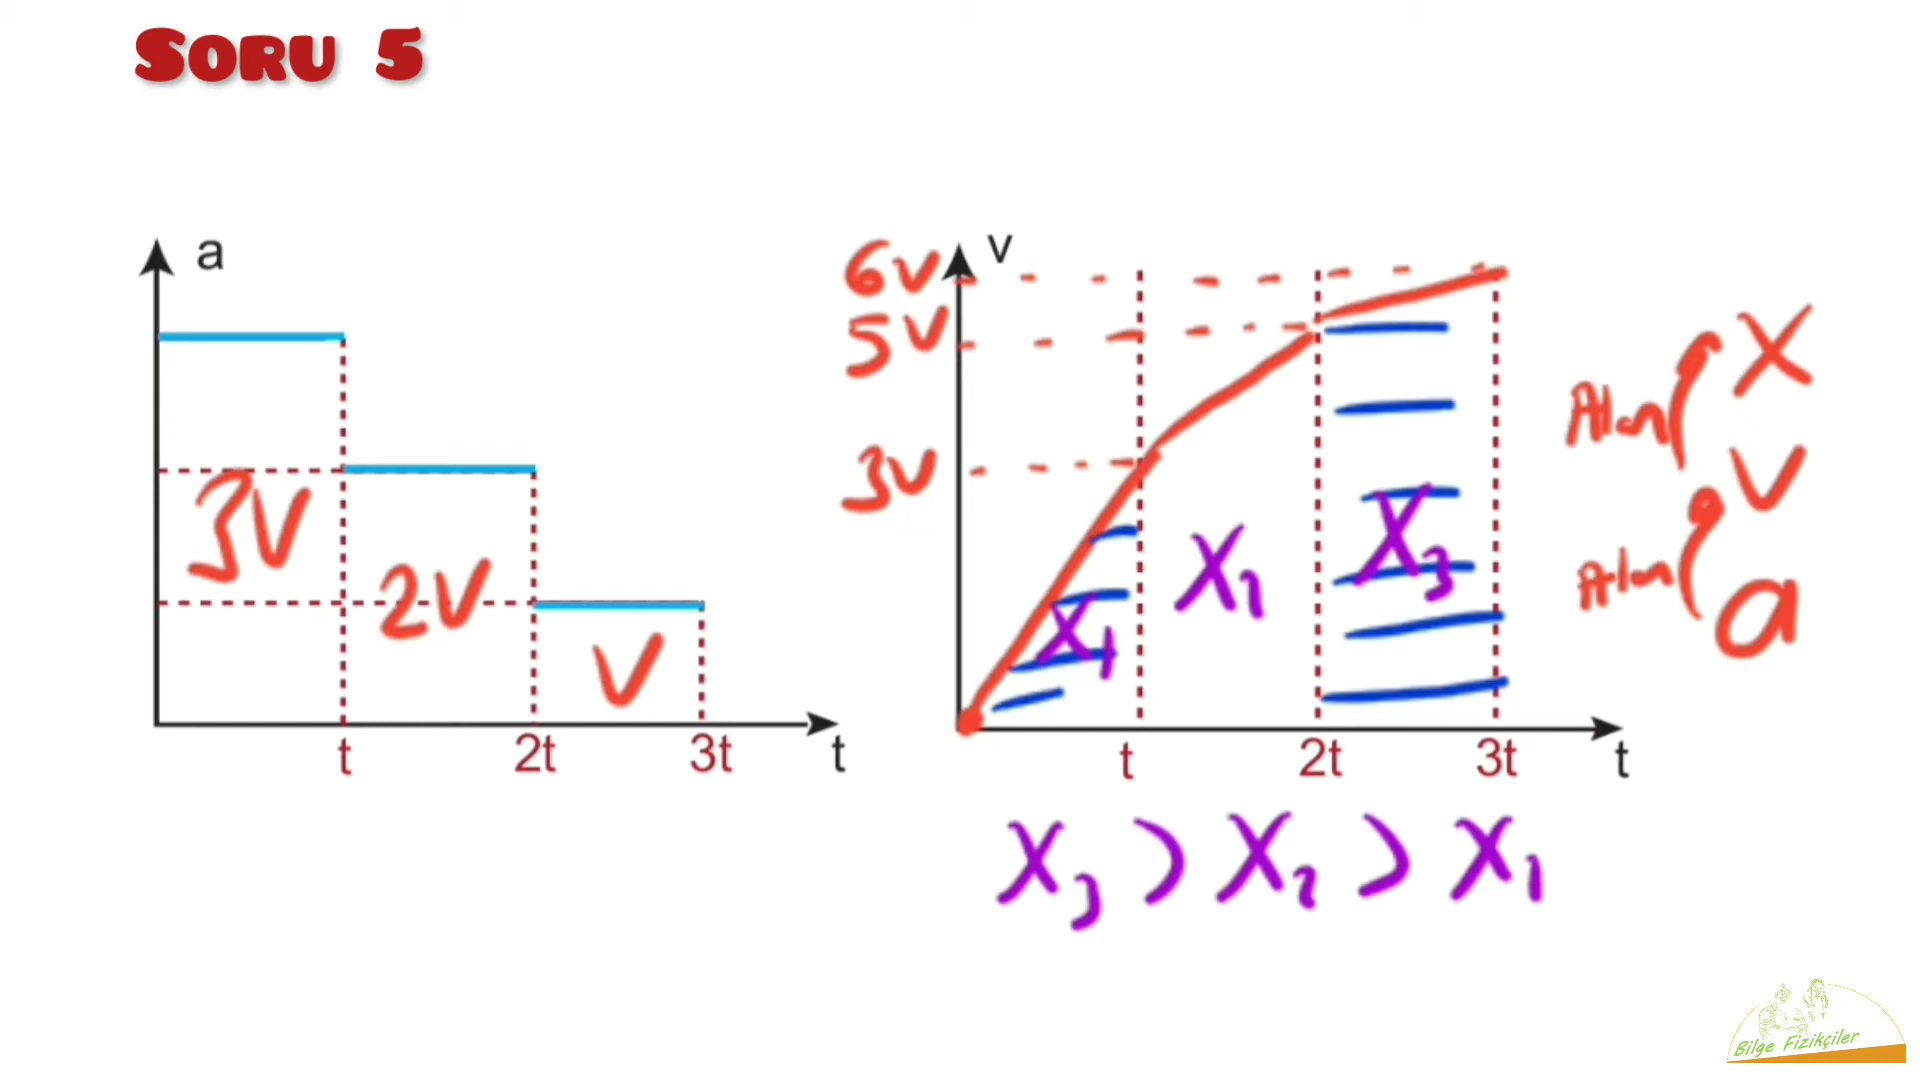 SORU 5
a
3V
2V
V
t
2t
3t
t
v
6V
5V
3V
X1
X1
X3
t
2t
3t
t
X
Alan
V
Alan
a
X3 > X2 > X1
Bilge Fizikçiler